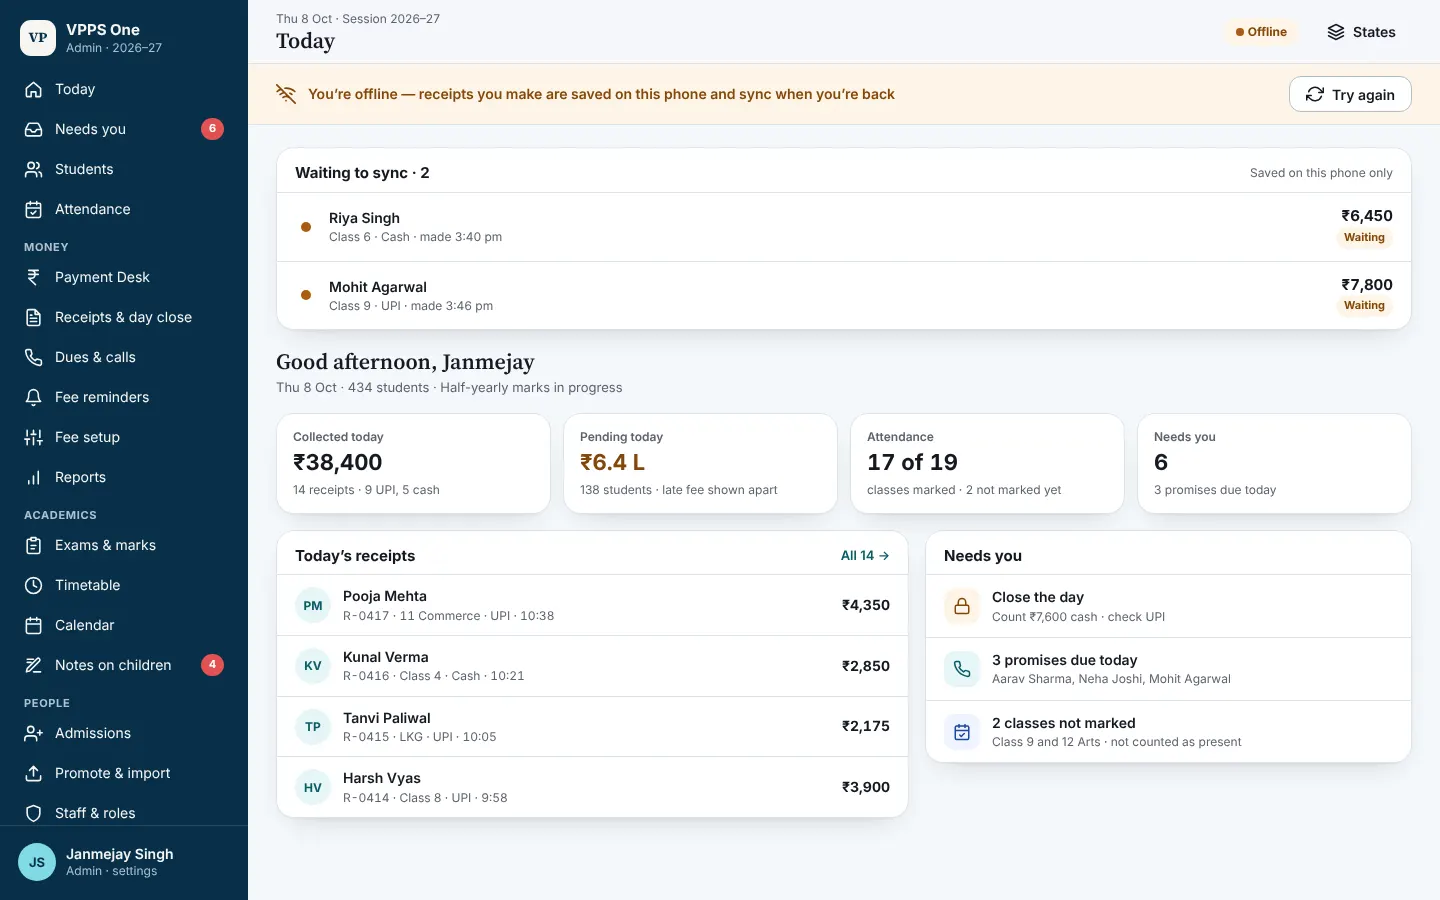 VP
VPPS One
Admin · 2026–27
Today
Needs you
6
Students
Attendance
MONEY
Payment Desk
Receipts & day close
Dues & calls
Fee reminders
Fee setup
Reports
ACADEMICS
Exams & marks
Timetable
Calendar
Notes on children
4
PEOPLE
Admissions
Promote & import
Staff & roles
JS
Janmejay Singh
Admin · settings
Thu 8 Oct · Session 2026–27
Today
Offline
States
You’re offline — receipts you make are saved on this phone and sync when you’re back
Try again
Waiting to sync · 2
Saved on this phone only
Riya Singh
Class 6 · Cash · made 3:40 pm
₹6,450
Waiting
Mohit Agarwal
Class 9 · UPI · made 3:46 pm
₹7,800
Waiting
Good afternoon, Janmejay
Thu 8 Oct · 434 students · Half-yearly marks in progress
Collected today
₹38,400
14 receipts · 9 UPI, 5 cash
Pending today
₹6.4 L
138 students · late fee shown apart
Attendance
17 of 19
classes marked · 2 not marked yet
Needs you
6
3 promises due today
Today’s receipts
All 14 →
PM
Pooja Mehta
R-0417 · 11 Commerce · UPI · 10:38
₹4,350
KV
Kunal Verma
R-0416 · Class 4 · Cash · 10:21
₹2,850
TP
Tanvi Paliwal
R-0415 · LKG · UPI · 10:05
₹2,175
HV
Harsh Vyas
R-0414 · Class 8 · UPI · 9:58
₹3,900
Needs you
Close the day
Count ₹7,600 cash · check UPI
3 promises due today
Aarav Sharma, Neha Joshi, Mohit Agarwal
2 classes not marked
Class 9 and 12 Arts · not counted as present